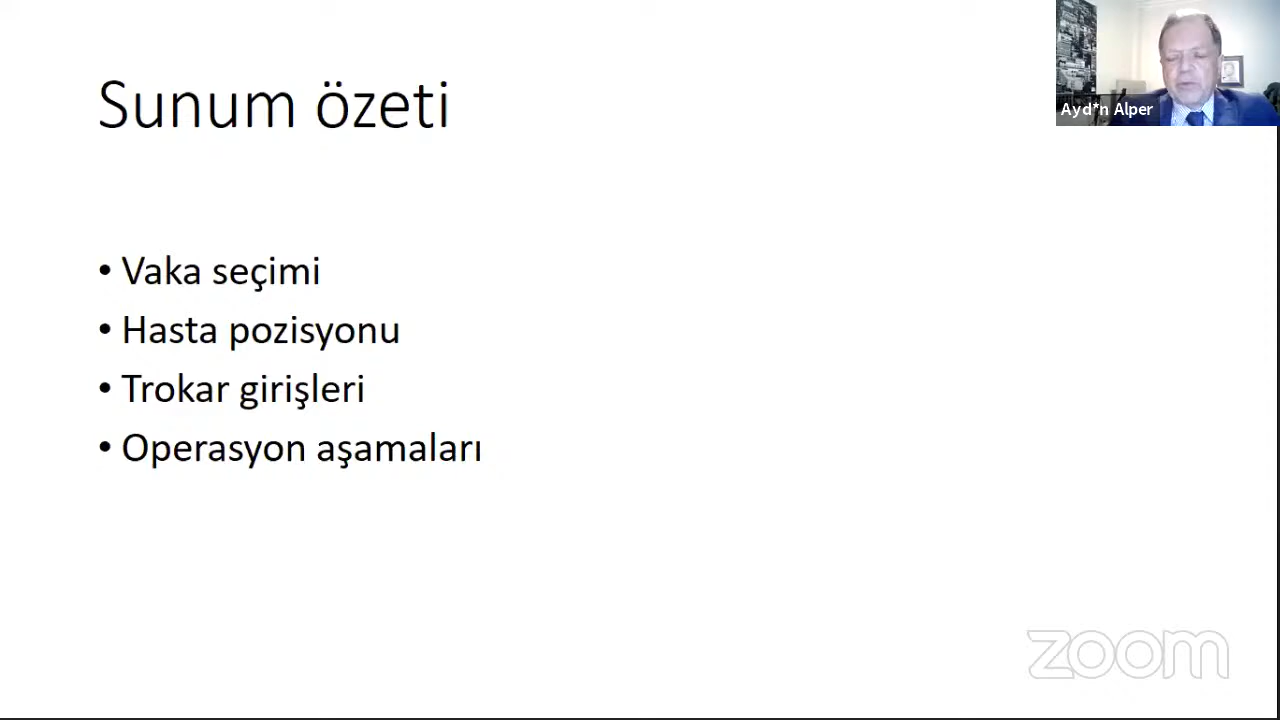 Sunum özeti
Ayd*n Alper
• Vaka seçimi
• Hasta pozisyonu
• Trokar girişleri
• Operasyon aşamaları
zoom